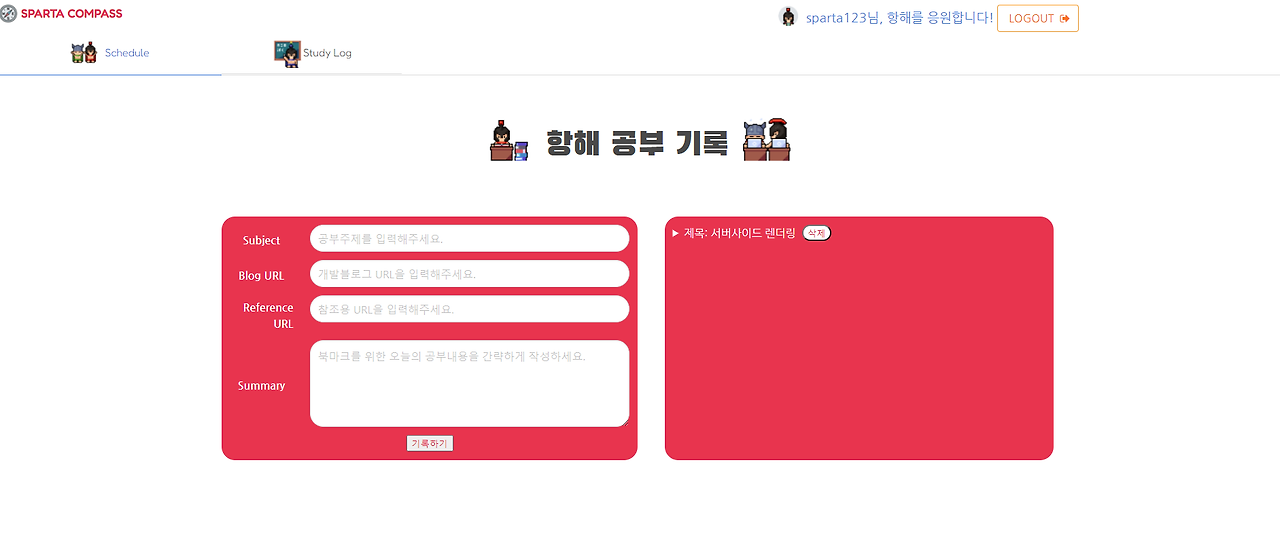 SPARTA COMPASS
sparta123님, 항해를 응원합니다!
LOGOUT
Schedule
Study Log
항해 공부 기록
Subject
공부주제를 입력해주세요.
Blog URL
개발블로그 URL을 입력해주세요.
Reference
URL
참조용 URL을 입력해주세요.
Summary
북마크를 위한 오늘의 공부내용을 간략하게 작성하세요.
기록하기
▶ 제목: 서버사이드 렌더링
삭제